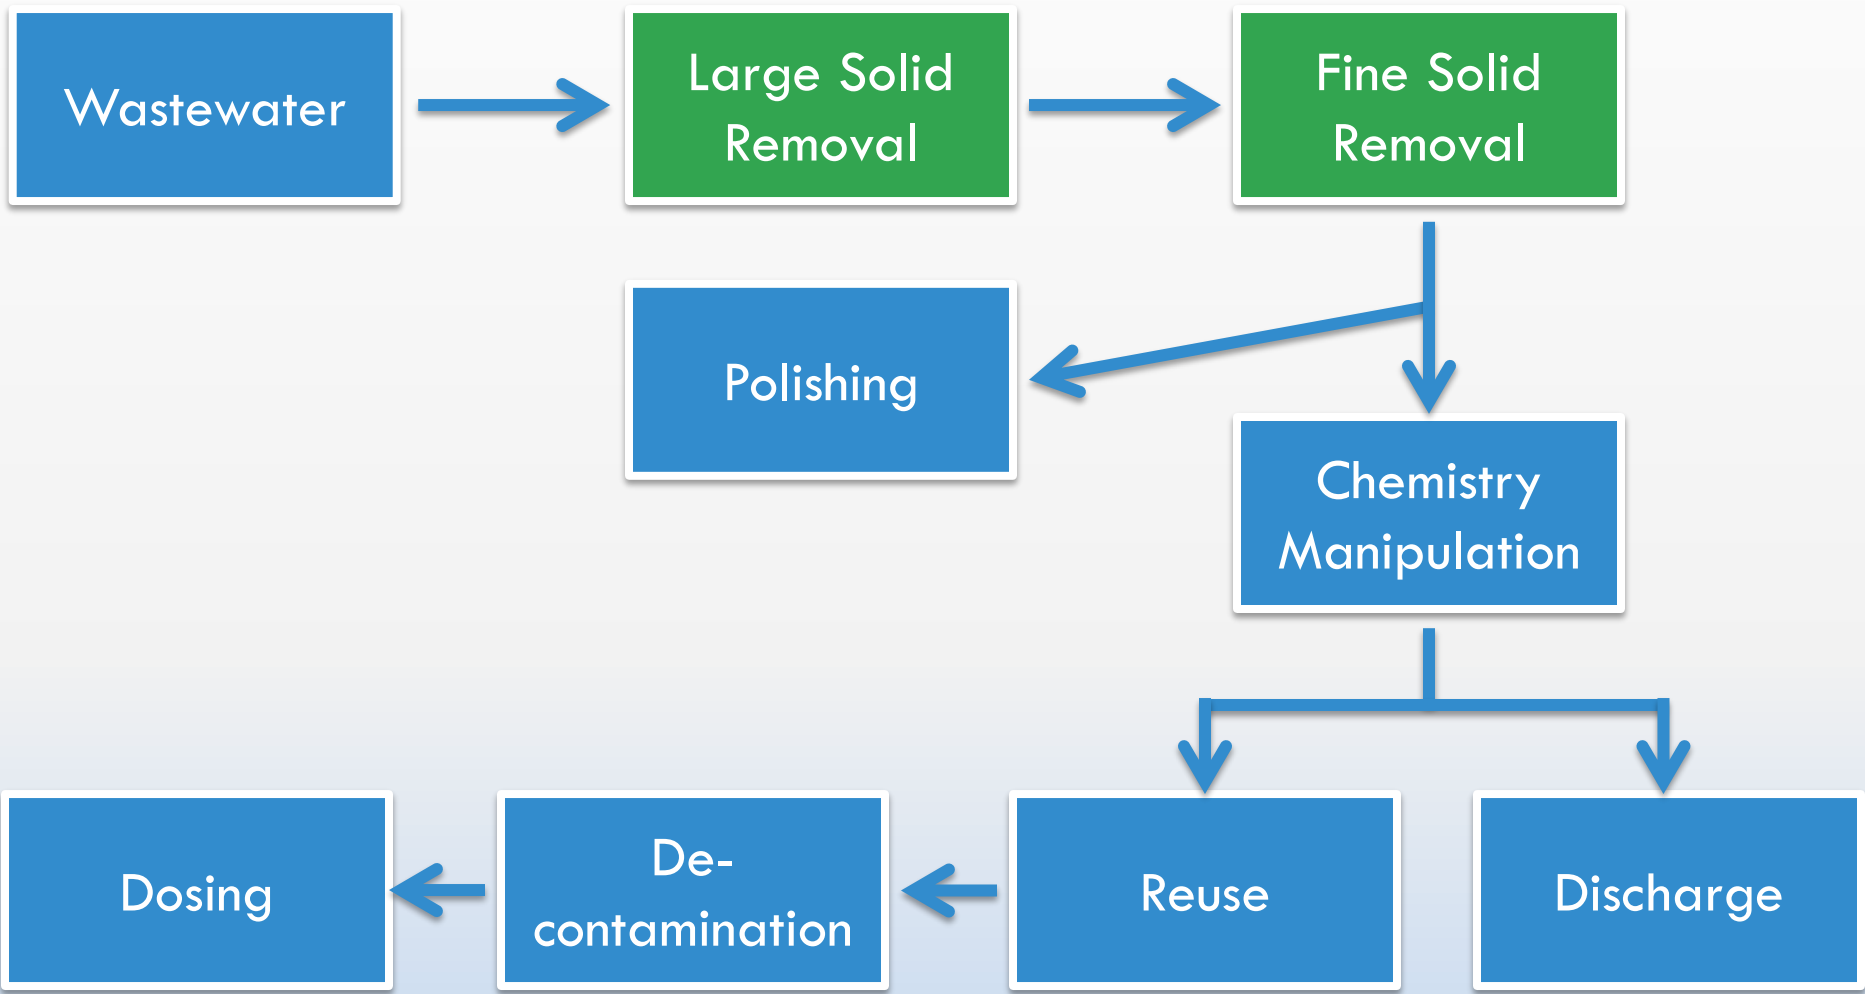 Wastewater
Large Solid
Removal
Fine Solid
Removal
Polishing
Chemistry
Manipulation
Dosing
De-
contamination
Reuse
Discharge